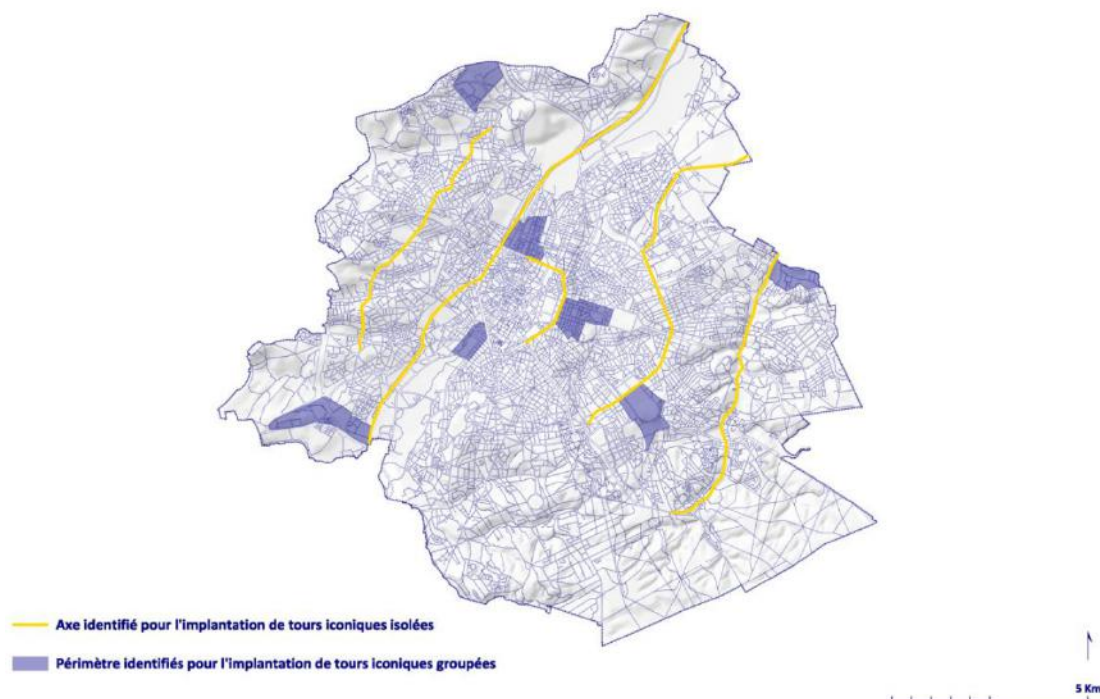 Axe identifié pour l'implantation de tours iconiques isolées
Périmètre identifiés pour l'implantation de tours iconiques groupées
5 Km